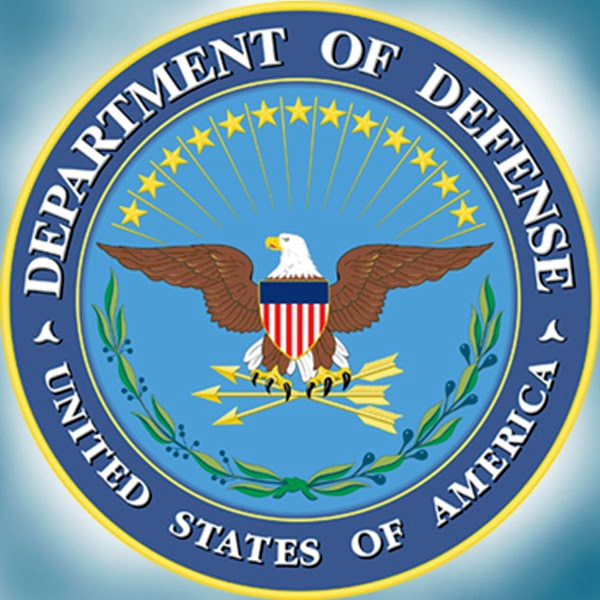 DEPARTMENT OF DEFENSE
UNITED STATES OF AMERICA